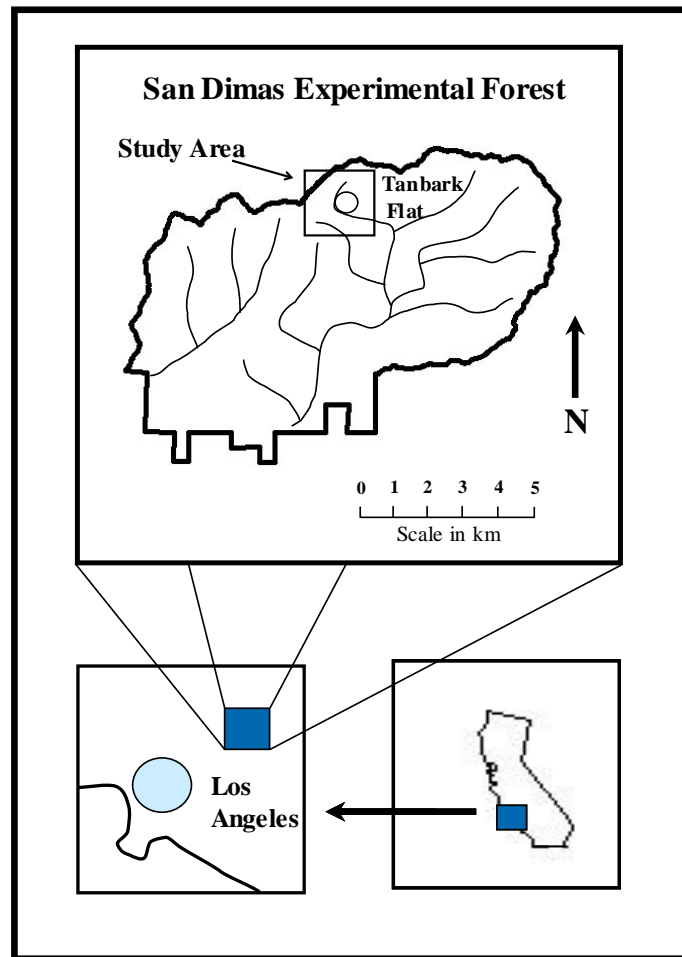 San Dimas Experimental Forest
Study Area
Tanbark
Flat
N
0 1 2 3 4 5
Scale in km
Los
Angeles